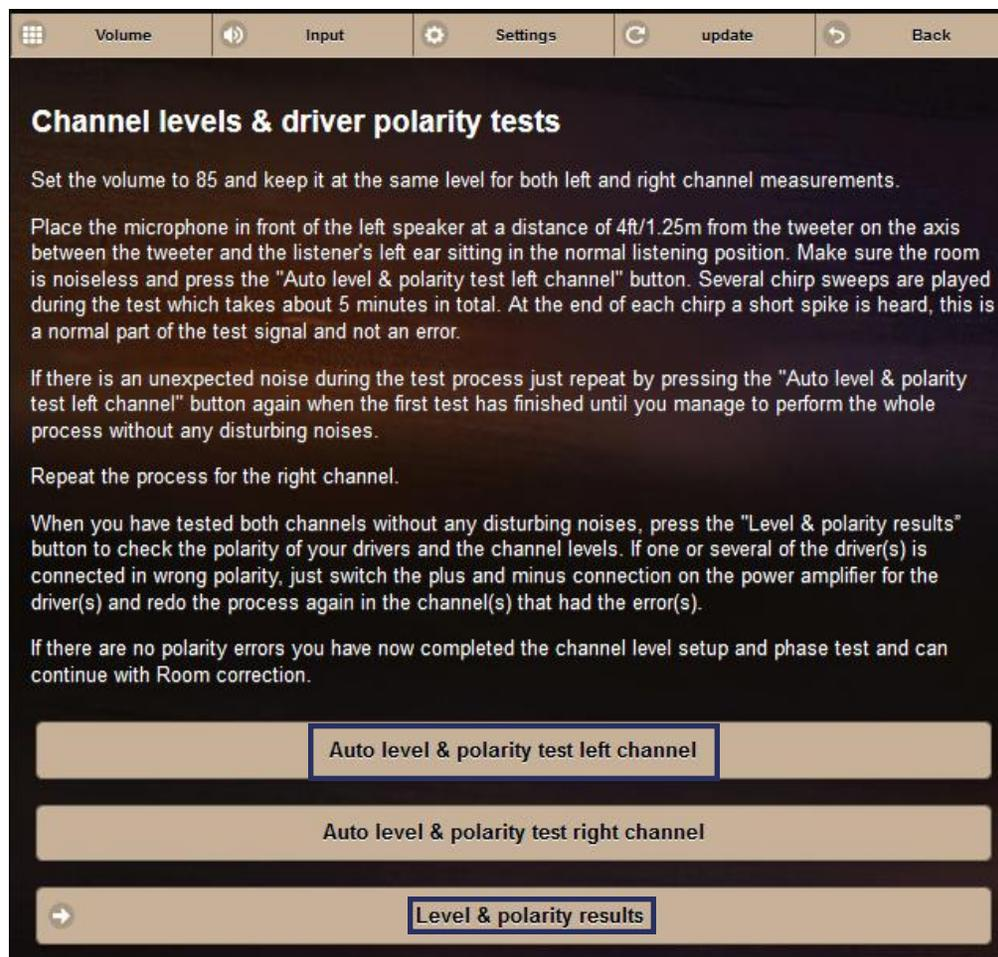 Volume Input Settings update Back
Channel levels & driver polarity tests
Set the volume to 85 and keep it at the same level for both left and right channel measurements.
Place the microphone in front of the left speaker at a distance of 4ft/1.25m from the tweeter on the axis
between the tweeter and the listener's left ear sitting in the normal listening position. Make sure the room
is noiseless and press the "Auto level & polarity test left channel" button. Several chirp sweeps are played
during the test which takes about 5 minutes in total. At the end of each chirp a short spike is heard, this is
a normal part of the test signal and not an error.
If there is an unexpected noise during the test process just repeat by pressing the "Auto level & polarity
test left channel" button again when the first test has finished until you manage to perform the whole
process without any disturbing noises.
Repeat the process for the right channel.
When you have tested both channels without any disturbing noises, press the "Level & polarity results”
button to check the polarity of your drivers and the channel levels. If one or several of the driver(s) is
connected in wrong polarity, just switch the plus and minus connection on the power amplifier for the
driver(s) and redo the process again in the channel(s) that had the error(s).
If there are no polarity errors you have now completed the channel level setup and phase test and can
continue with Room correction.
Auto level & polarity test left channel
Auto level & polarity test right channel
Level & polarity results